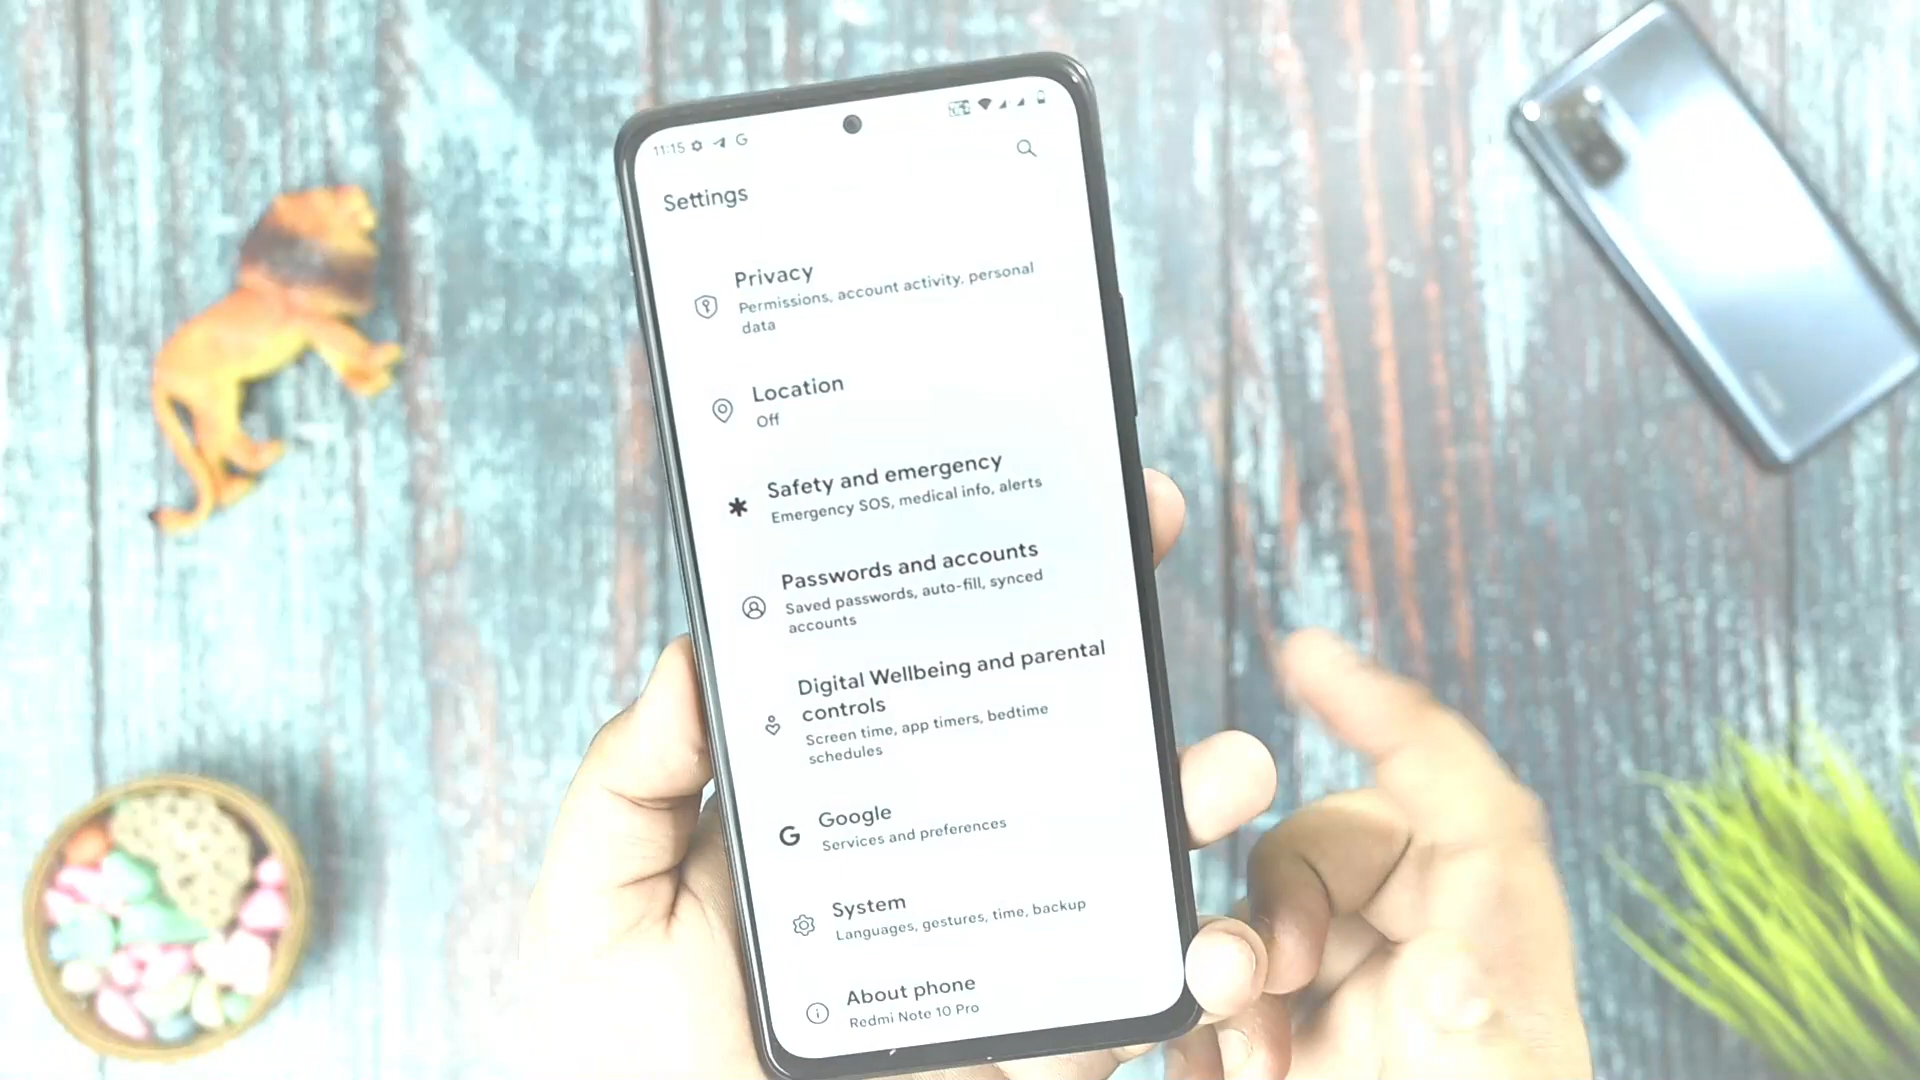 11:15 G
Settings
Privacy
Permissions, account activity, personal
data
Location
Off
Safety and emergency
Emergency SOS, medical info, alerts
Passwords and accounts
Saved passwords, auto-fill, synced
accounts
Digital Wellbeing and parental
controls
Screen time, app timers, bedtime
schedules
Google
Services and preferences
System
Languages, gestures, time, backup
About phone
Redmi Note 10 Pro